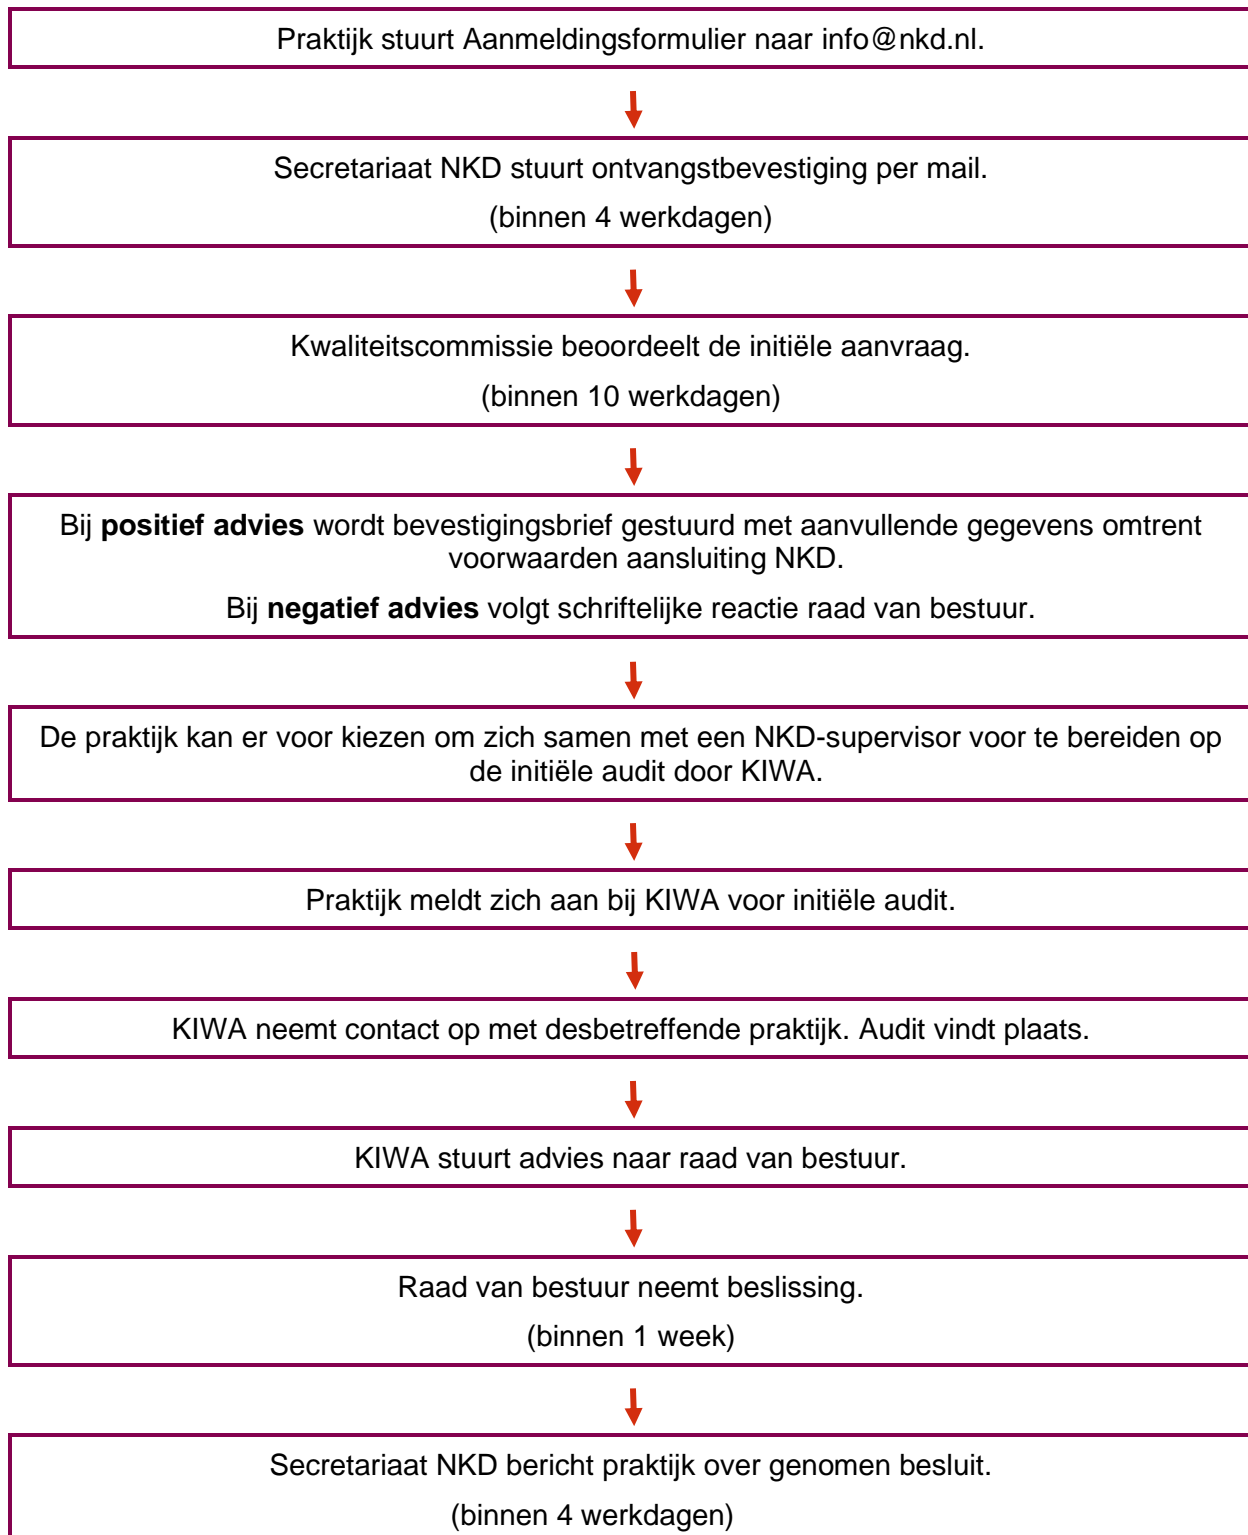 Praktijk stuurt Aanmeldingsformulier naar info@nkd.nl.
Secretariaat NKD stuurt ontvangstbevestiging per mail.
(binnen 4 werkdagen)
Kwaliteitscommissie beoordeelt de initiële aanvraag.
(binnen 10 werkdagen)
Bij positief advies wordt bevestigingsbrief gestuurd met aanvullende gegevens omtrent
voorwaarden aansluiting NKD.
Bij negatief advies volgt schriftelijke reactie raad van bestuur.
De praktijk kan er voor kiezen om zich samen met een NKD-supervisor voor te bereiden op
de initiële audit door KIWA.
Praktijk meldt zich aan bij KIWA voor initiële audit.
KIWA neemt contact op met desbetreffende praktijk. Audit vindt plaats.
KIWA stuurt advies naar raad van bestuur.
Raad van bestuur neemt beslissing.
(binnen 1 week)
Secretariaat NKD bericht praktijk over genomen besluit.
(binnen 4 werkdagen)